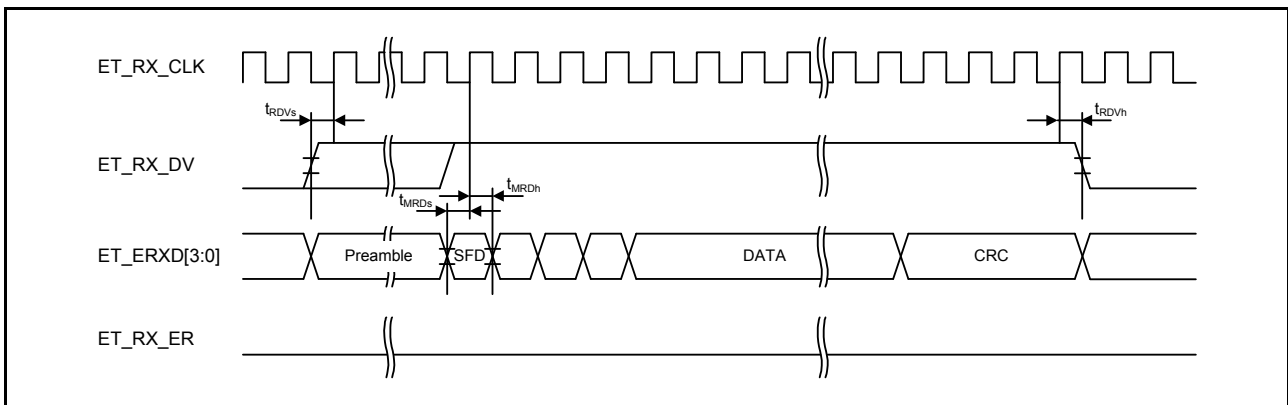 ET_RX_CLK
tRDVs
tRDVh
ET_RX_DV
tMRDh
tMRDs
ET_ERXD[3:0]
Preamble
SFD
DATA
CRC
ET_RX_ER